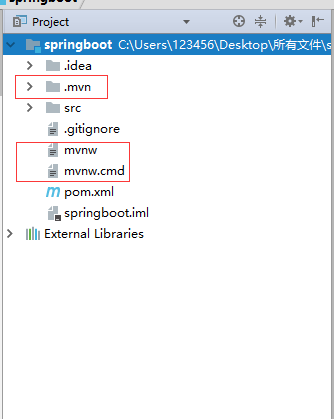 springboot
Project
springboot C:\Users\123456\Desktop\所有文件\s
.idea
.mvn
src
.gitignore
mvnw
mvnw.cmd
pom.xml
springboot.iml
External Libraries